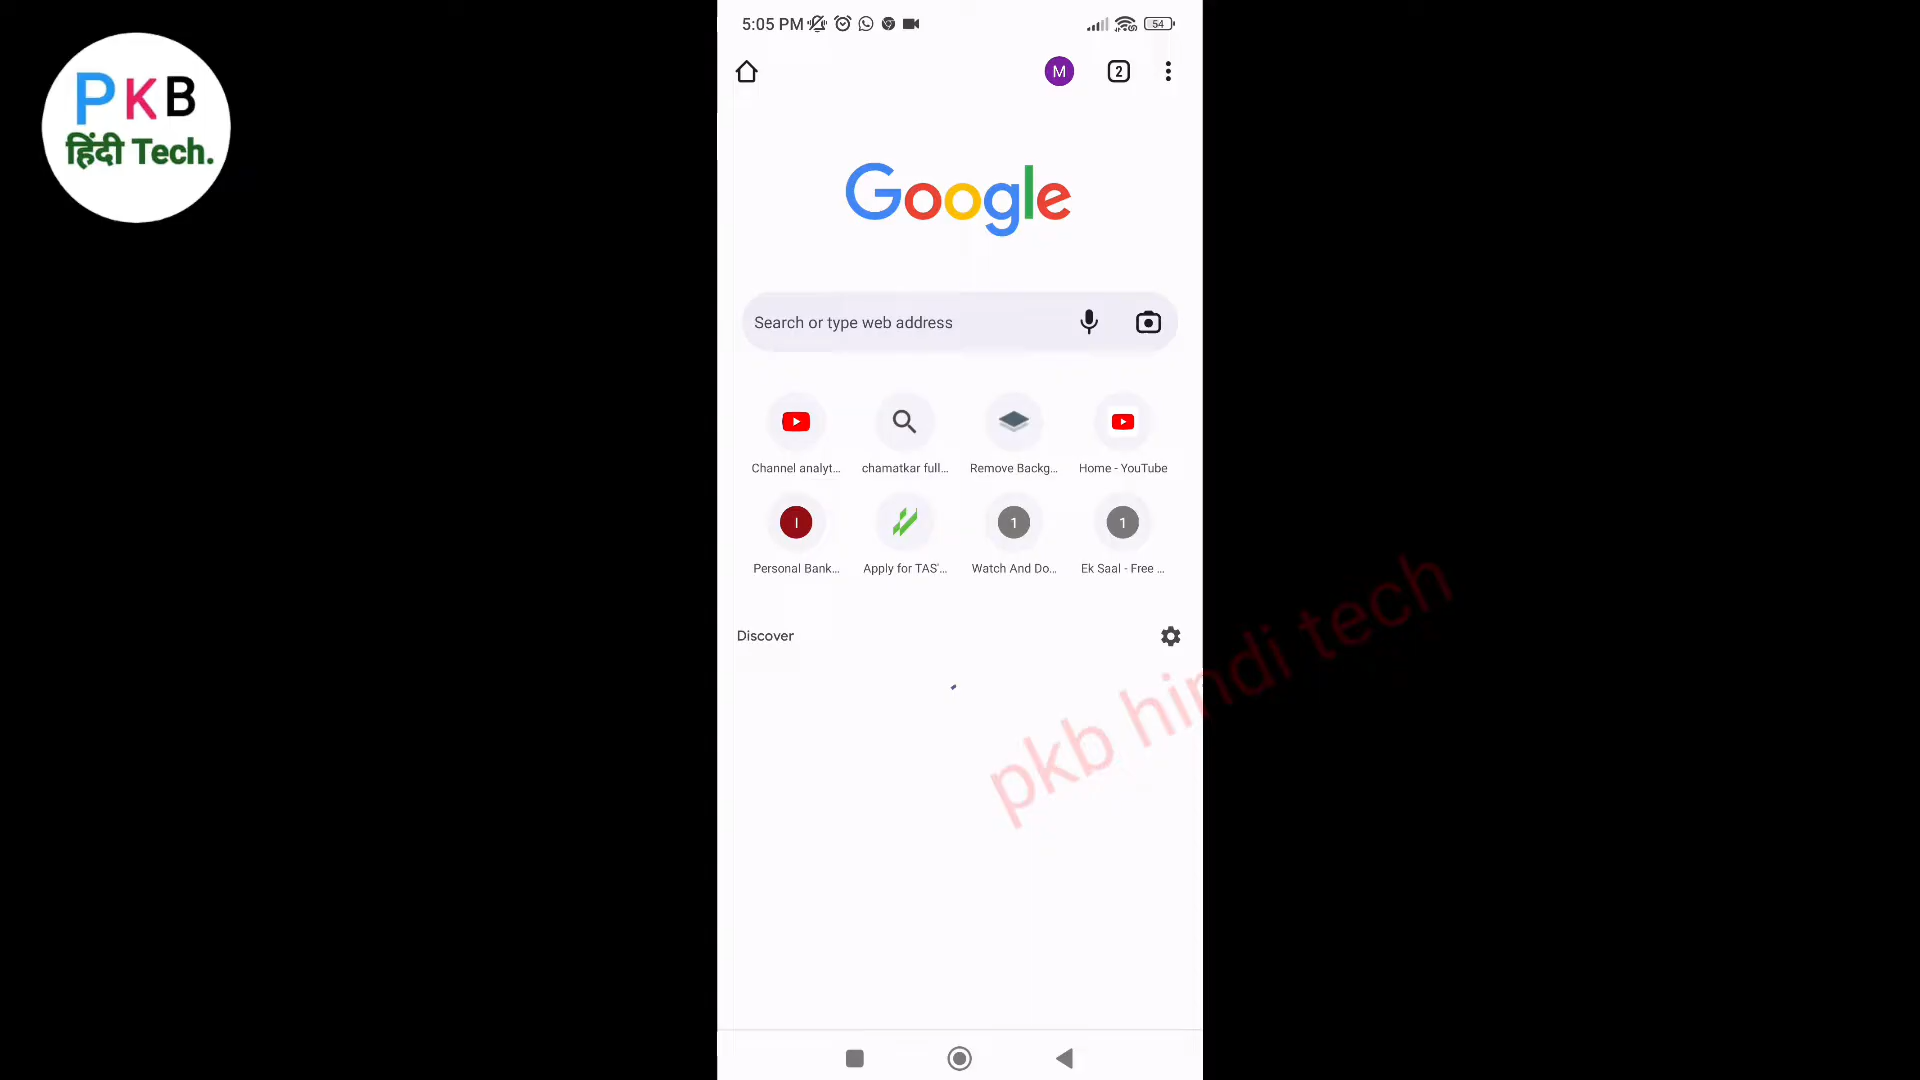 PKB
हिंदी Tech.
5:05 PM
54
M
2
Google
Search or type web address
Channel analyt...
chamatkar full...
Remove Backg...
Home - YouTube
I
1
1
Personal Bank...
Apply for TAS'...
Watch And Do...
Ek Saal - Free ...
Discover
pkb hindi tech